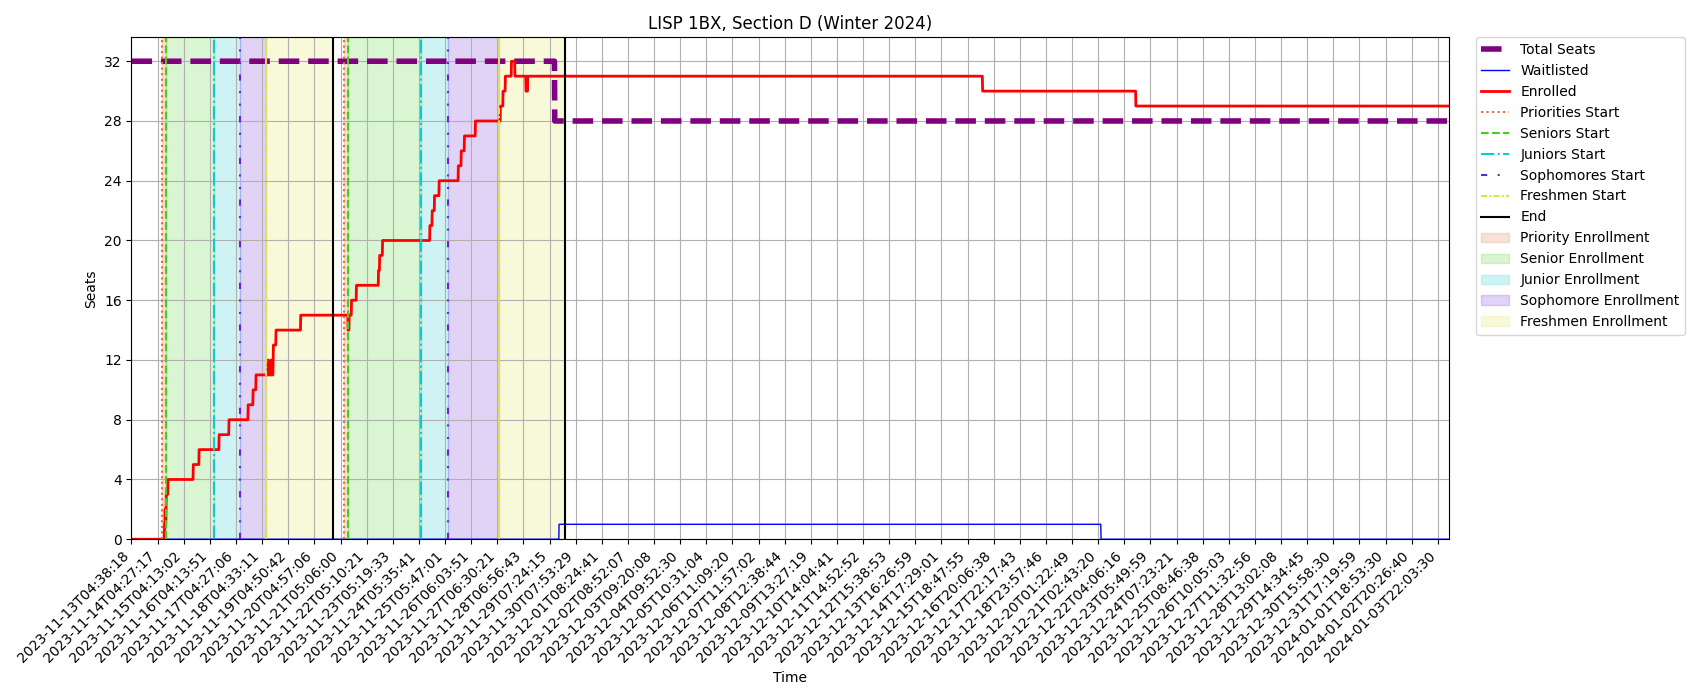 LISP 1BX, Section D (Winter 2024)
Seats
32
28
24
20
16
12
8
4
0
2023-11-13T04:38:18
2023-11-14T04:27:17
2023-11-15T04:13:02
2023-11-16T04:13:51
2023-11-17T04:27:06
2023-11-18T04:33:11
2023-11-19T04:50:42
2023-11-20T04:57:06
2023-11-21T05:06:00
2023-11-22T05:10:21
2023-11-23T05:19:33
2023-11-24T05:35:41
2023-11-25T05:47:01
2023-11-26T06:03:51
2023-11-27T06:30:21
2023-11-28T06:56:43
2023-11-29T07:24:15
2023-11-30T07:53:29
2023-12-01T08:24:41
2023-12-02T08:52:07
2023-12-03T09:20:08
2023-12-04T09:52:30
2023-12-05T10:31:04
2023-12-06T11:09:20
2023-12-07T11:57:02
2023-12-08T12:38:44
2023-12-09T13:27:19
2023-12-10T14:04:41
2023-12-11T14:52:52
2023-12-12T15:38:53
2023-12-13T16:26:59
2023-12-14T17:29:01
2023-12-15T18:47:55
2023-12-16T20:06:38
2023-12-17T22:17:43
2023-12-18T23:57:46
2023-12-20T01:22:49
2023-12-21T02:43:20
2023-12-22T04:06:16
2023-12-23T05:49:59
2023-12-24T07:23:21
2023-12-25T08:46:38
2023-12-26T10:05:03
2023-12-27T11:32:56
2023-12-28T13:02:08
2023-12-29T14:34:45
2023-12-30T15:58:30
2023-12-31T17:19:59
2024-01-01T18:53:30
2024-01-02T20:26:40
2024-01-03T22:03:30
Time
Total Seats
Waitlisted
Enrolled
Priorities Start
Seniors Start
Juniors Start
Sophomores Start
Freshmen Start
End
Priority Enrollment
Senior Enrollment
Junior Enrollment
Sophomore Enrollment
Freshmen Enrollment